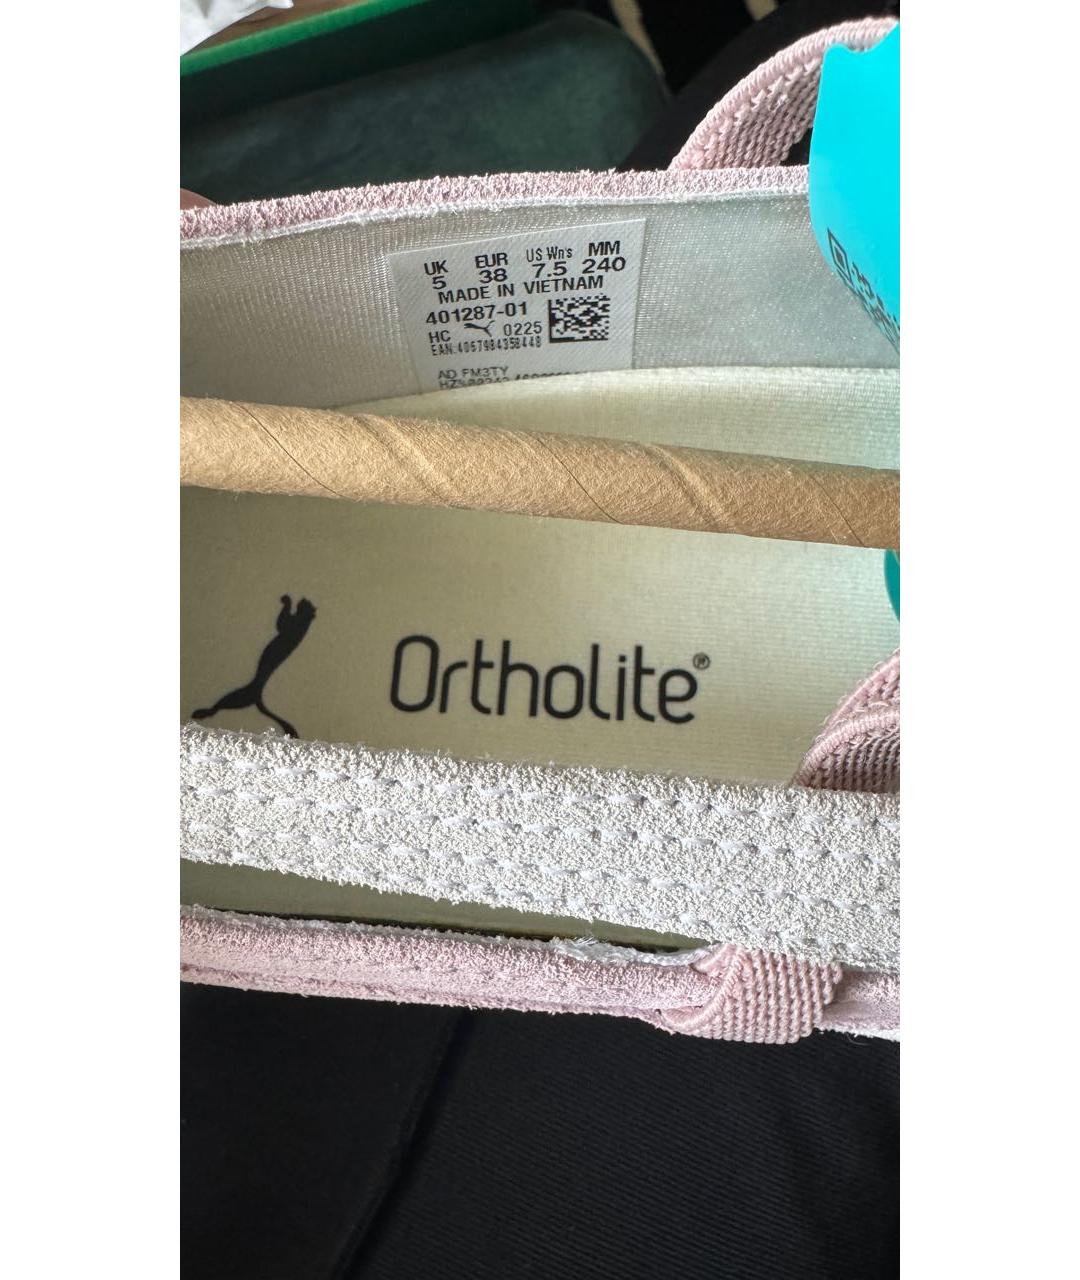 UK EUR US Wn's MM
5 38 7.5 240
MADE IN VIETNAM
401287-01
HC 0225
EAN:4067984358448
AD FM3TY
Ortholite®